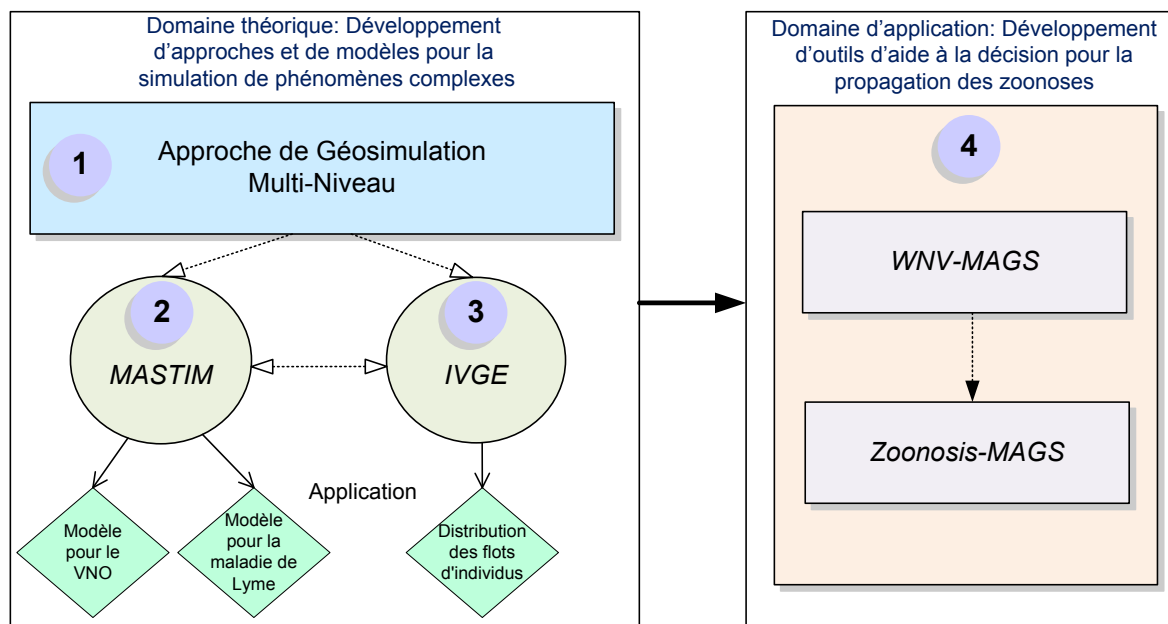 Domaine théorique: Développement
d'approches et de modèles pour la
simulation de phénomènes complexes
1
Approche de Géosimulation
Multi-Niveau
2
MASTIM
3
IVGE
Application
Modèle
pour le
VNO
Modèle
pour la
maladie de
Lyme
Distribution
des flots
d'individus
Domaine d'application: Développement
d'outils d'aide à la décision pour la
propagation des zoonoses
4
WNV-MAGS
Zoonosis-MAGS